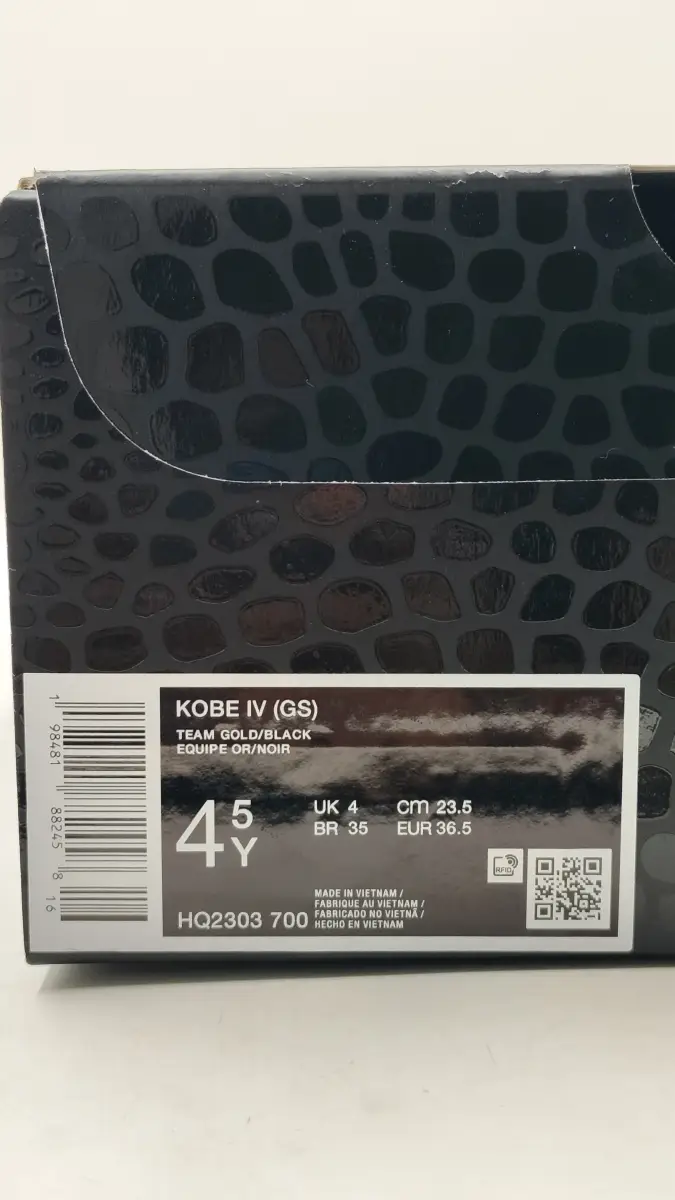 KOBE IV (GS)
TEAM GOLD/BLACK
EQUIPE OR/NOIR
4 5 Y
UK 4 CM 23.5
BR 35 EUR 36.5
RFID
HQ2303 700
MADE IN VIETNAM /
FABRIQUE AU VIETNAM /
FABRICADO NO VIETNÃ /
HECHO EN VIETNAM
1 98481 88245 8 16